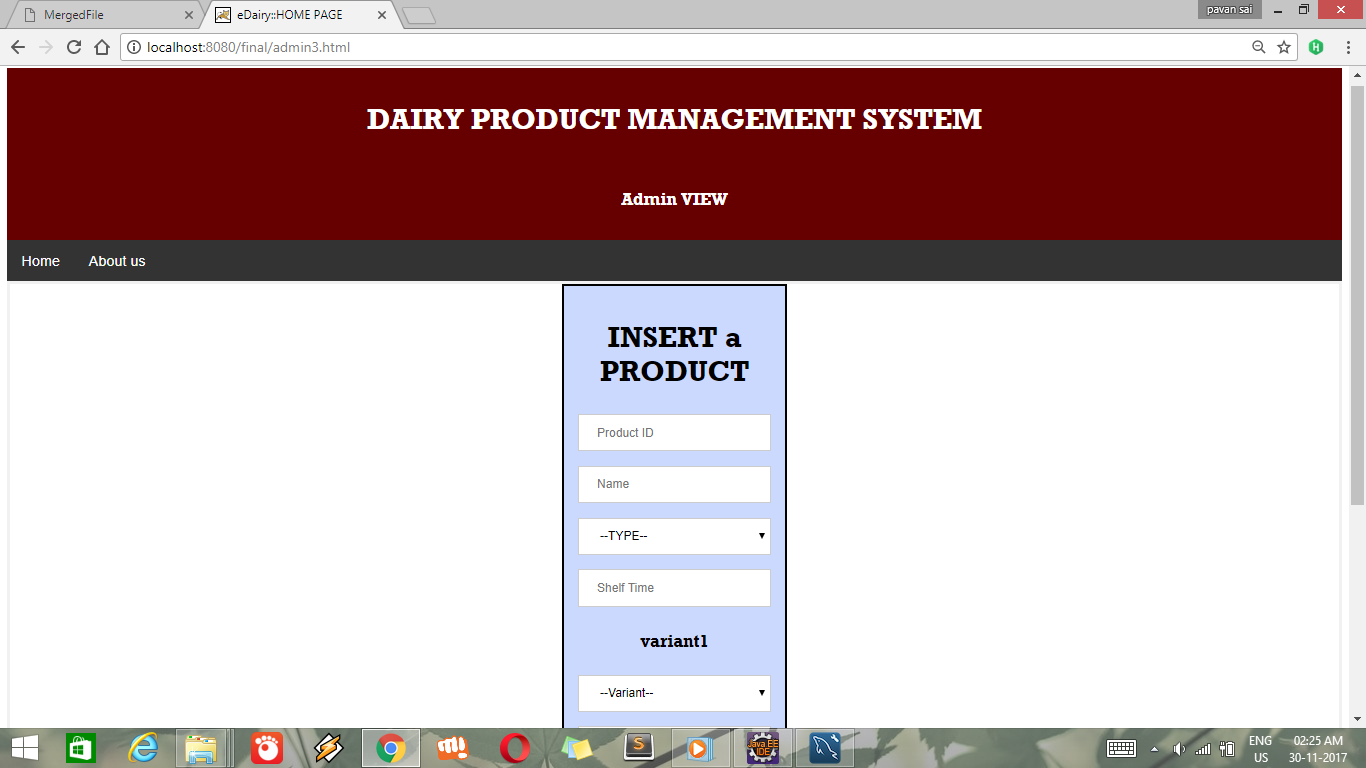 MergedFile
eDairy::HOME PAGE
pavan sai
localhost:8080/final/admin3.html
DAIRY PRODUCT MANAGEMENT SYSTEM
Admin VIEW
Home About us
INSERT a
PRODUCT
Product ID
Name
--TYPE--
Shelf Time
variant1
--Variant--
S
Java EE
IDE
ENG
US
02:25 AM
30-11-2017